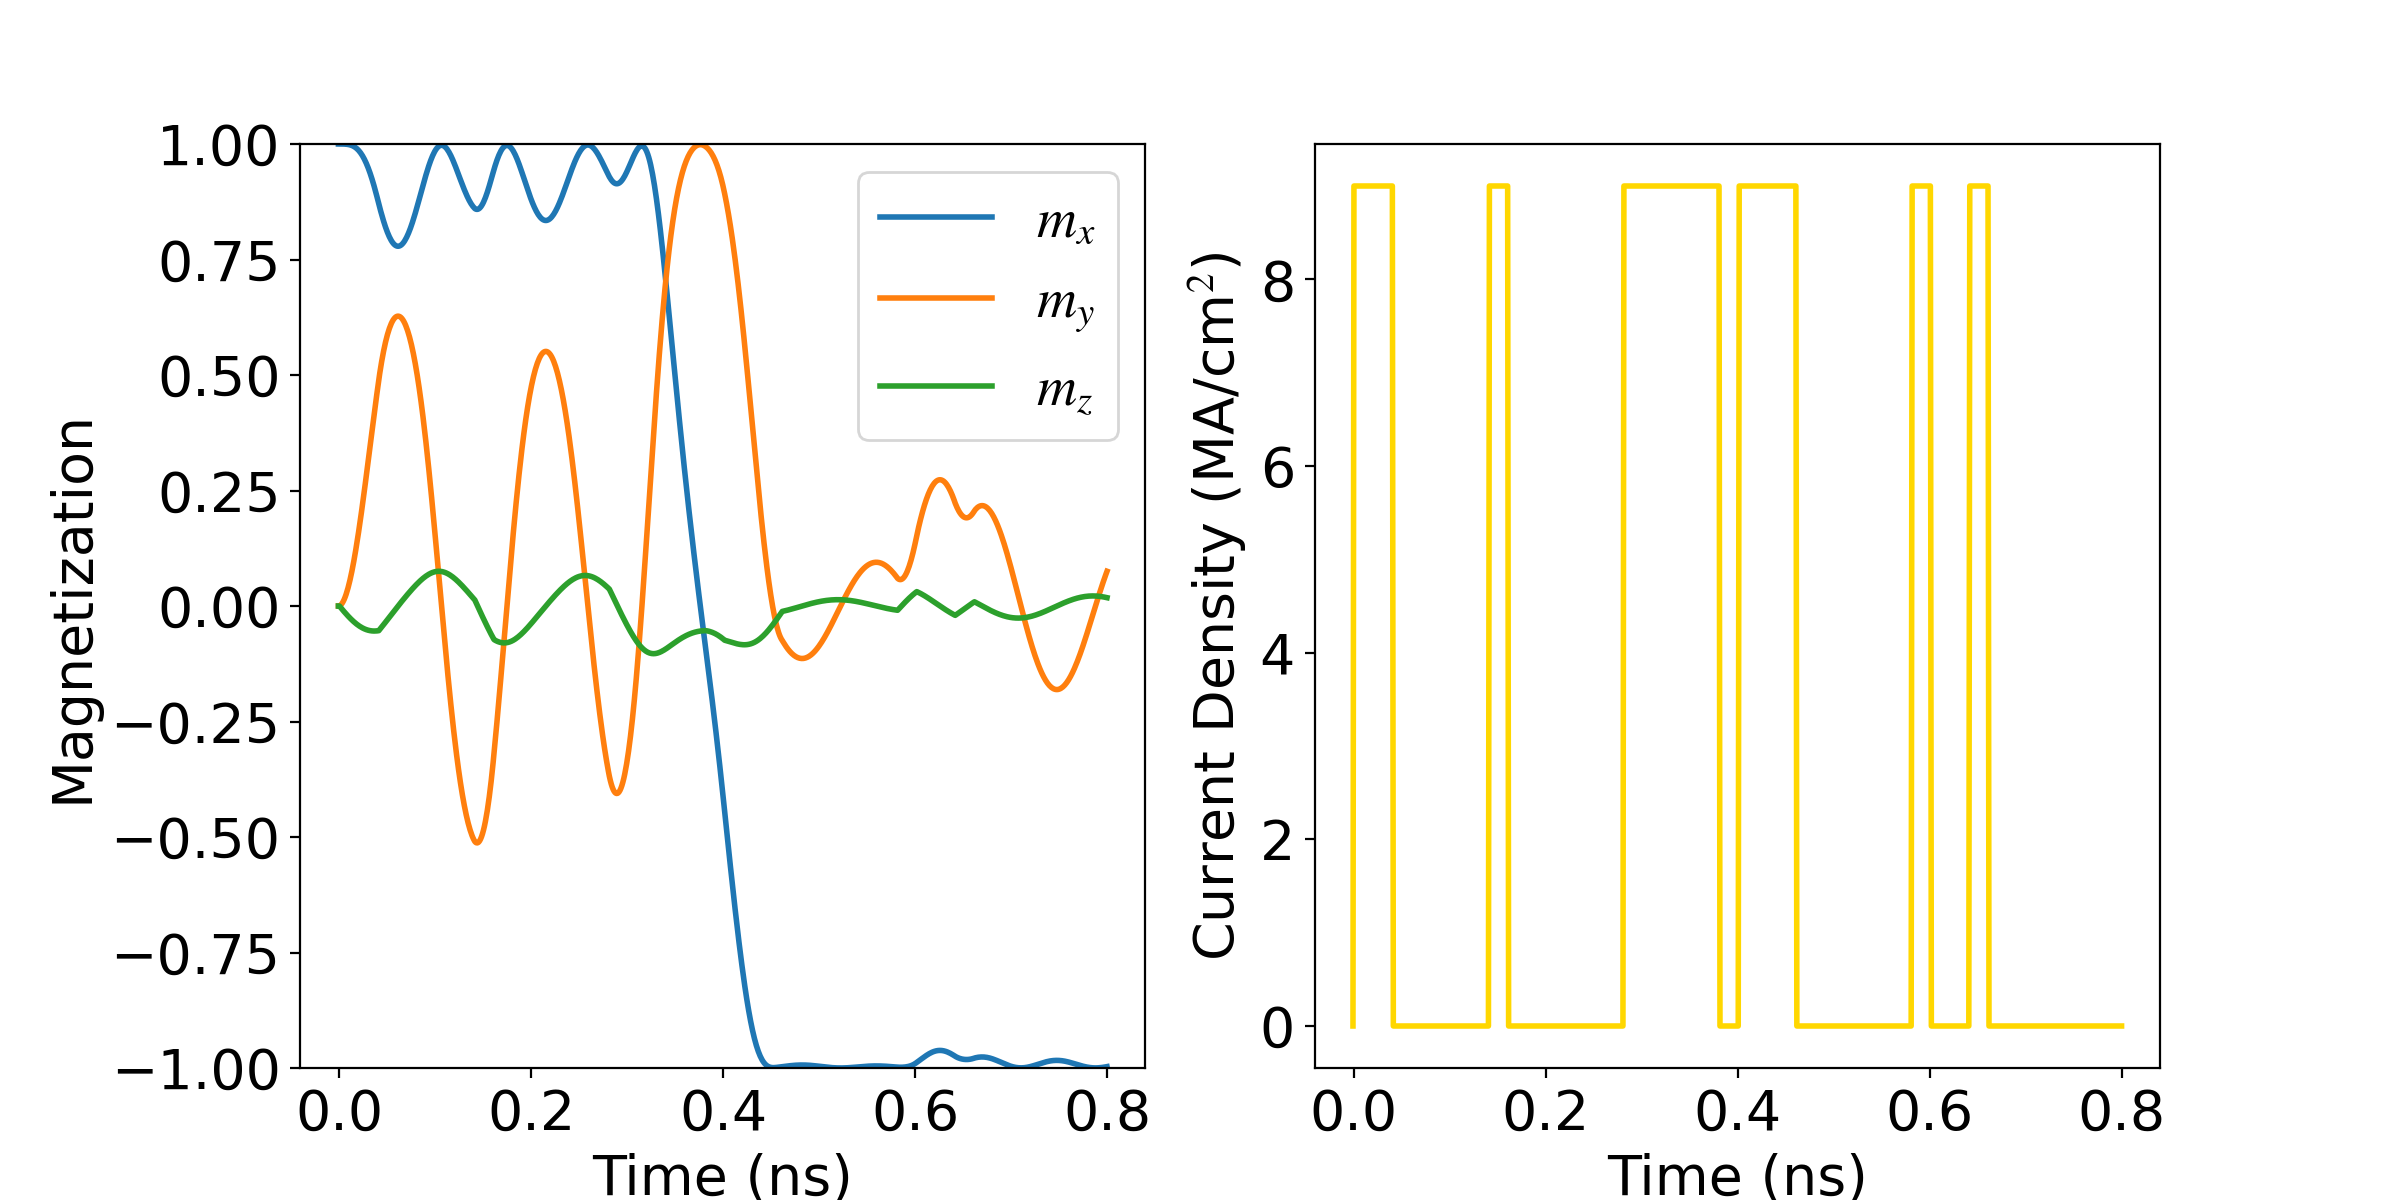 Magnetization
1.00
0.75
0.50
0.25
0.00
−0.25
−0.50
−0.75
−1.00
0.0 0.2 0.4 0.6 0.8
Time (ns)
m_x
m_y
m_z
Current Density (MA/cm²)
8
6
4
2
0
0.0 0.2 0.4 0.6 0.8
Time (ns)